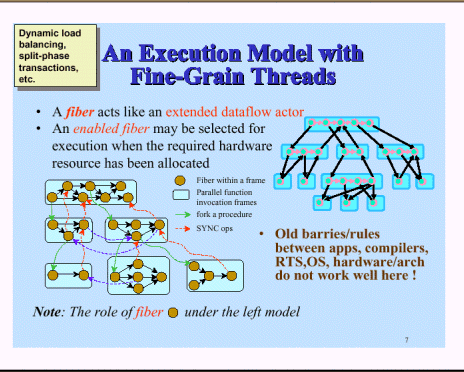 Dynamic load
balancing,
split-phase
transactions,
etc.
An Execution Model with
Fine-Grain Threads
• A fiber acts like an extended dataflow actor
• An enabled fiber may be selected for
execution when the required hardware
resource has been allocated
Fiber within a frame
Parallel function
invocation frames
fork a procedure
SYNC ops
• Old barries/rules
between apps, compilers,
RTS,OS, hardware/arch
do not work well here !
Note: The role of fiber under the left model
7